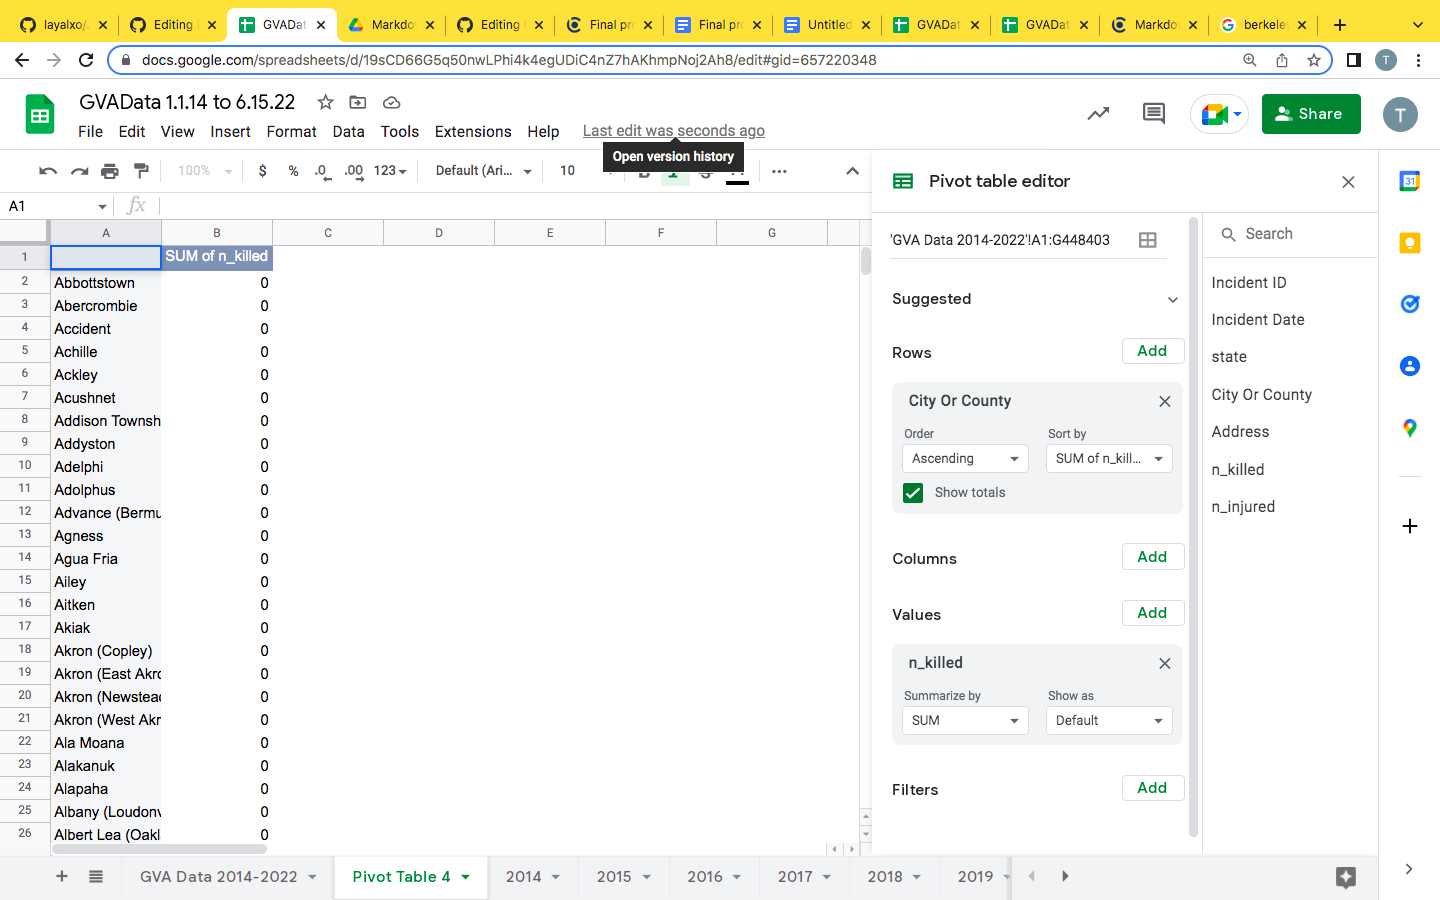 layalxo/
Editing
GVAData
Markdo
Editing
Final pr
Final pr
Untitled
GVADat
GVADat
Markdo
berkeley
docs.google.com/spreadsheets/d/19sCD66G5q50nwLPhi4k4egUDiC4nZ7hAKhmpNoj2Ah8/edit#gid=657220348
T
GVAData 1.1.14 to 6.15.22
File Edit View Insert Format Data Tools Extensions Help Last edit was seconds ago
Share
T
Open version history
100% $ % .0 .00 123 Default (Ari... 10
A1
fx
A B C D E F G
1 SUM of n_killed
2 Abbottstown 0
3 Abercrombie 0
4 Accident 0
5 Achille 0
6 Ackley 0
7 Acushnet 0
8 Addison Townsh 0
9 Addyston 0
10 Adelphi 0
11 Adolphus 0
12 Advance (Bermu 0
13 Agness 0
14 Agua Fria 0
15 Ailey 0
16 Aitken 0
17 Akiak 0
18 Akron (Copley) 0
19 Akron (East Akro 0
20 Akron (Newstead 0
21 Akron (West Akr 0
22 Ala Moana 0
23 Alakanuk 0
24 Alapaha 0
25 Albany (Loudonv 0
26 Albert Lea (Oakl 0
Pivot table editor
'GVA Data 2014-2022'!A1:G448403
Suggested
Rows Add
City Or County
Order Sort by
Ascending SUM of n_kill...
Show totals
Columns Add
Values Add
n_killed
Summarize by Show as
SUM Default
Filters Add
Search
Incident ID
Incident Date
state
City Or County
Address
n_killed
n_injured
31
GVA Data 2014-2022 Pivot Table 4 2014 2015 2016 2017 2018 2019